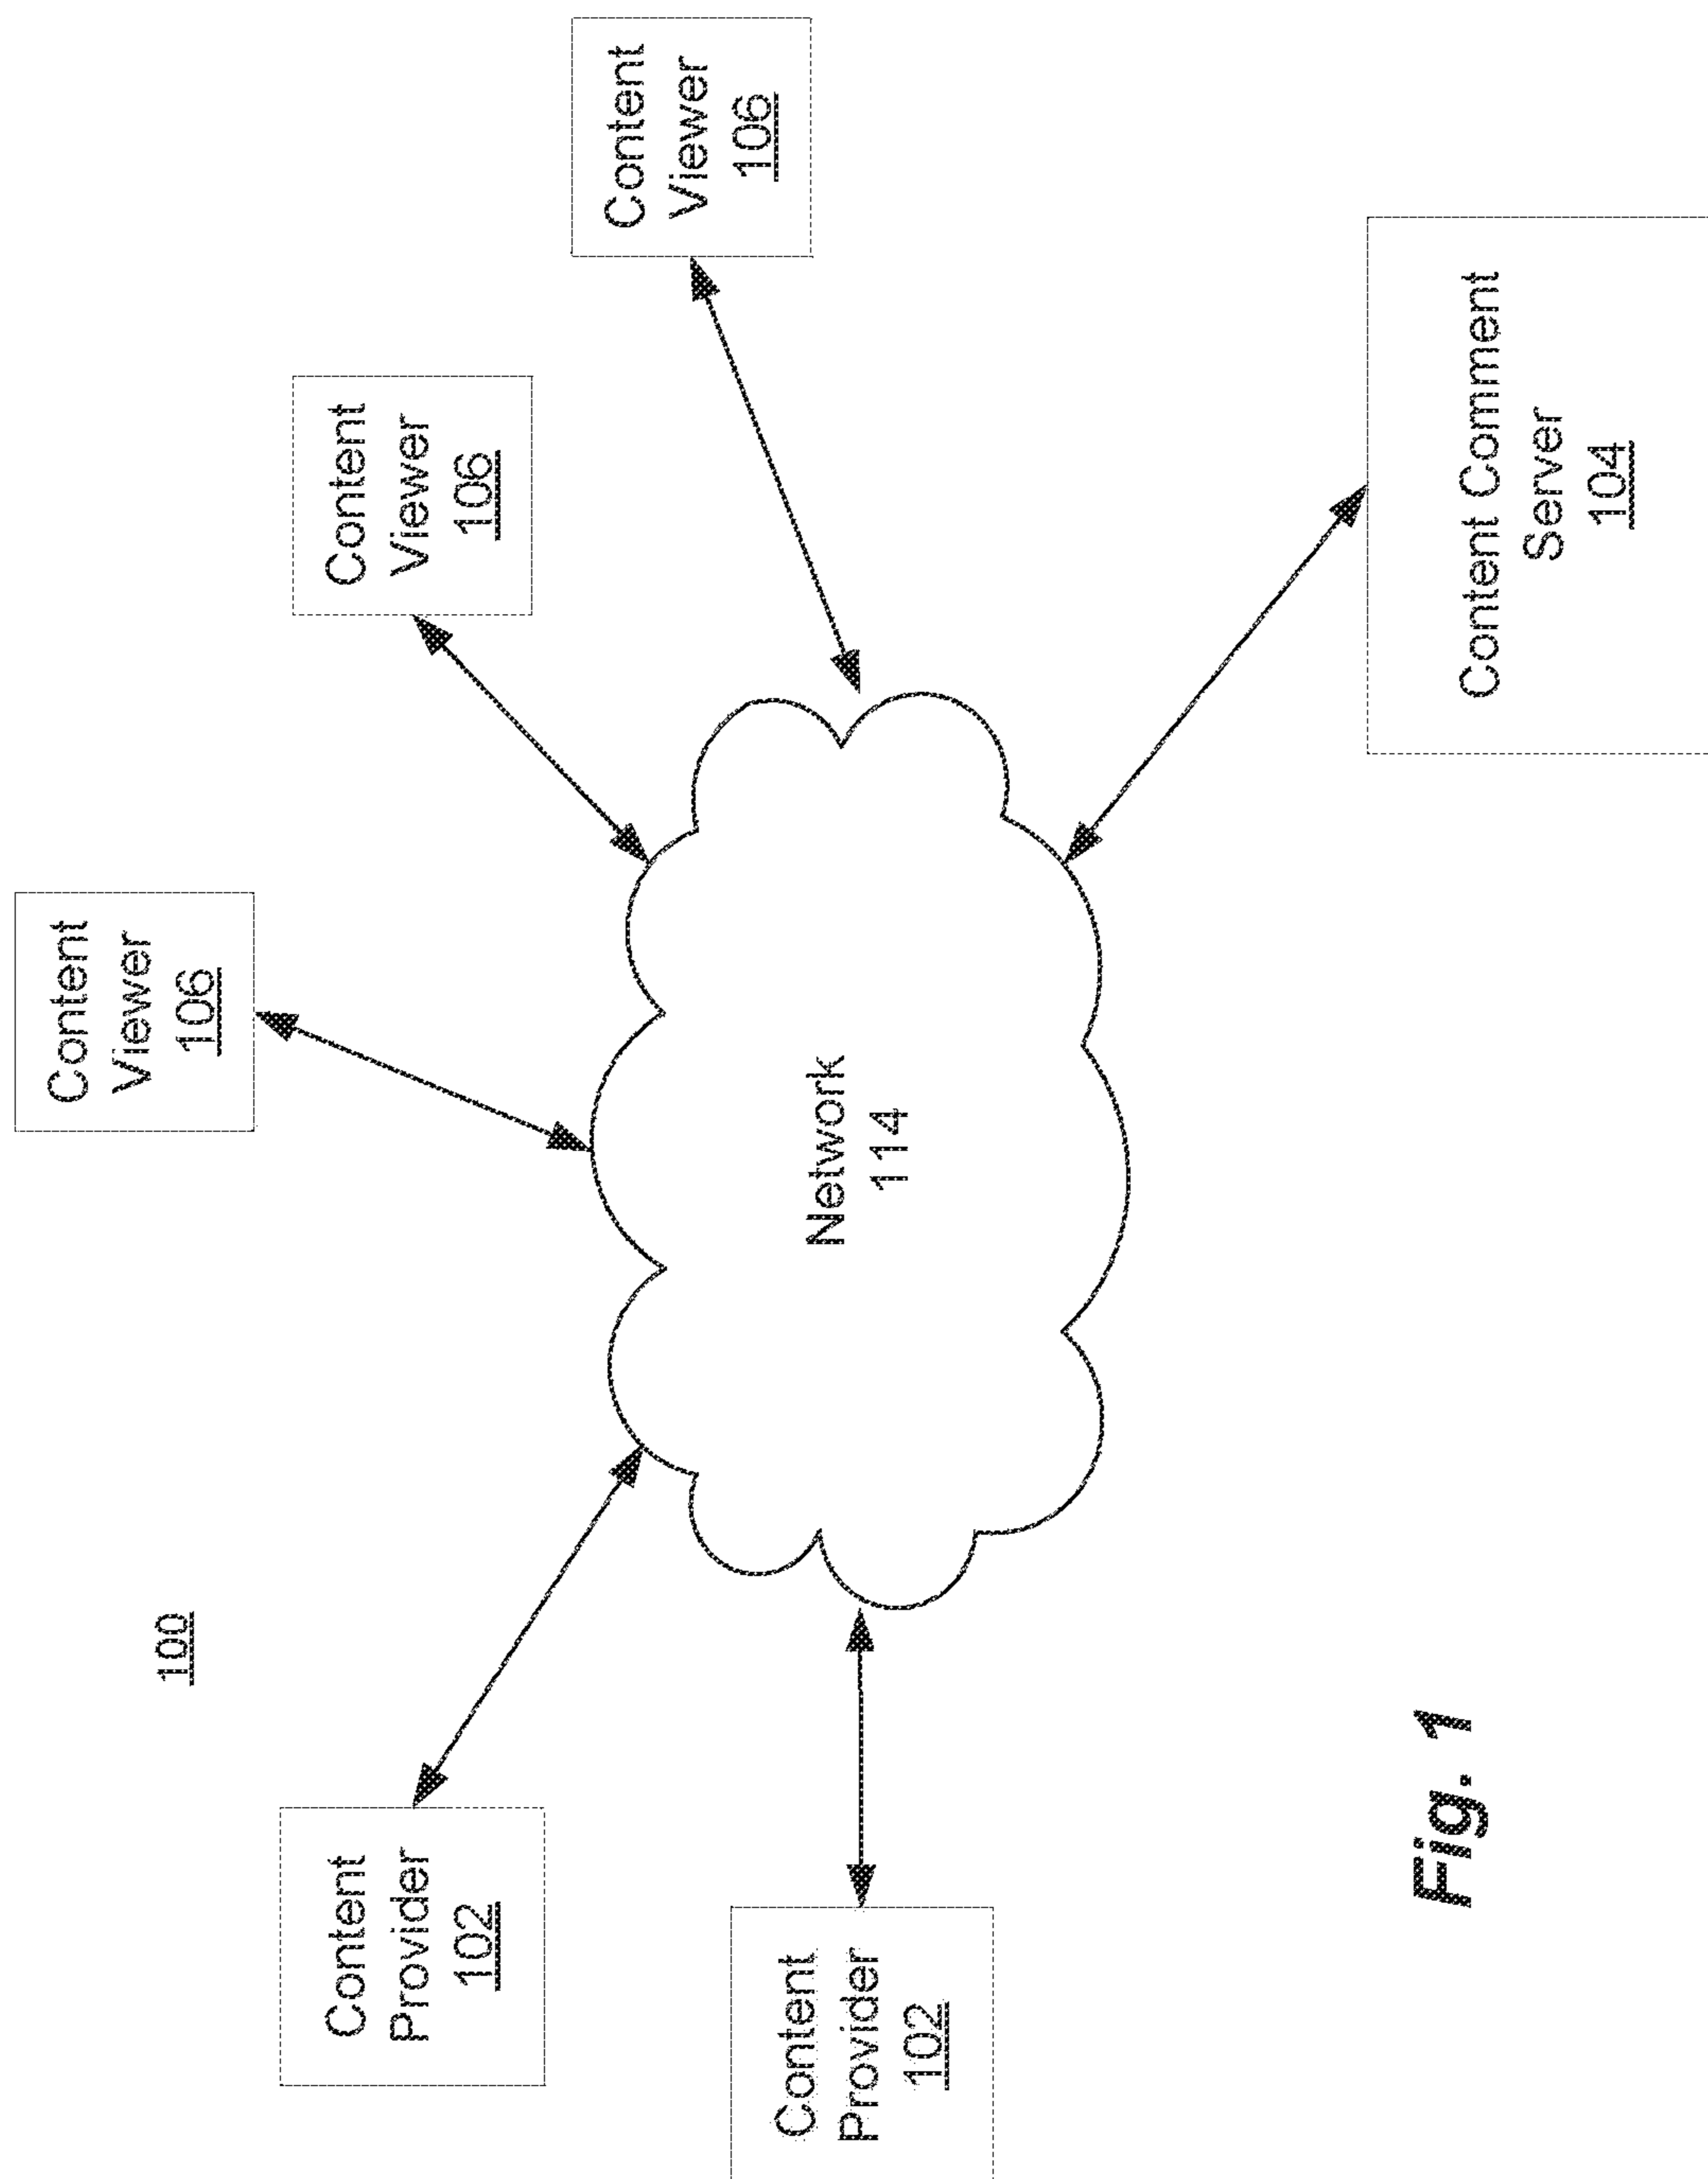 100
Content
Provider
102
Content
Provider
102
Content
Viewer
106
Content
Viewer
106
Content
Viewer
106
Network
114
Content Comment
Server
104
Fig. 1